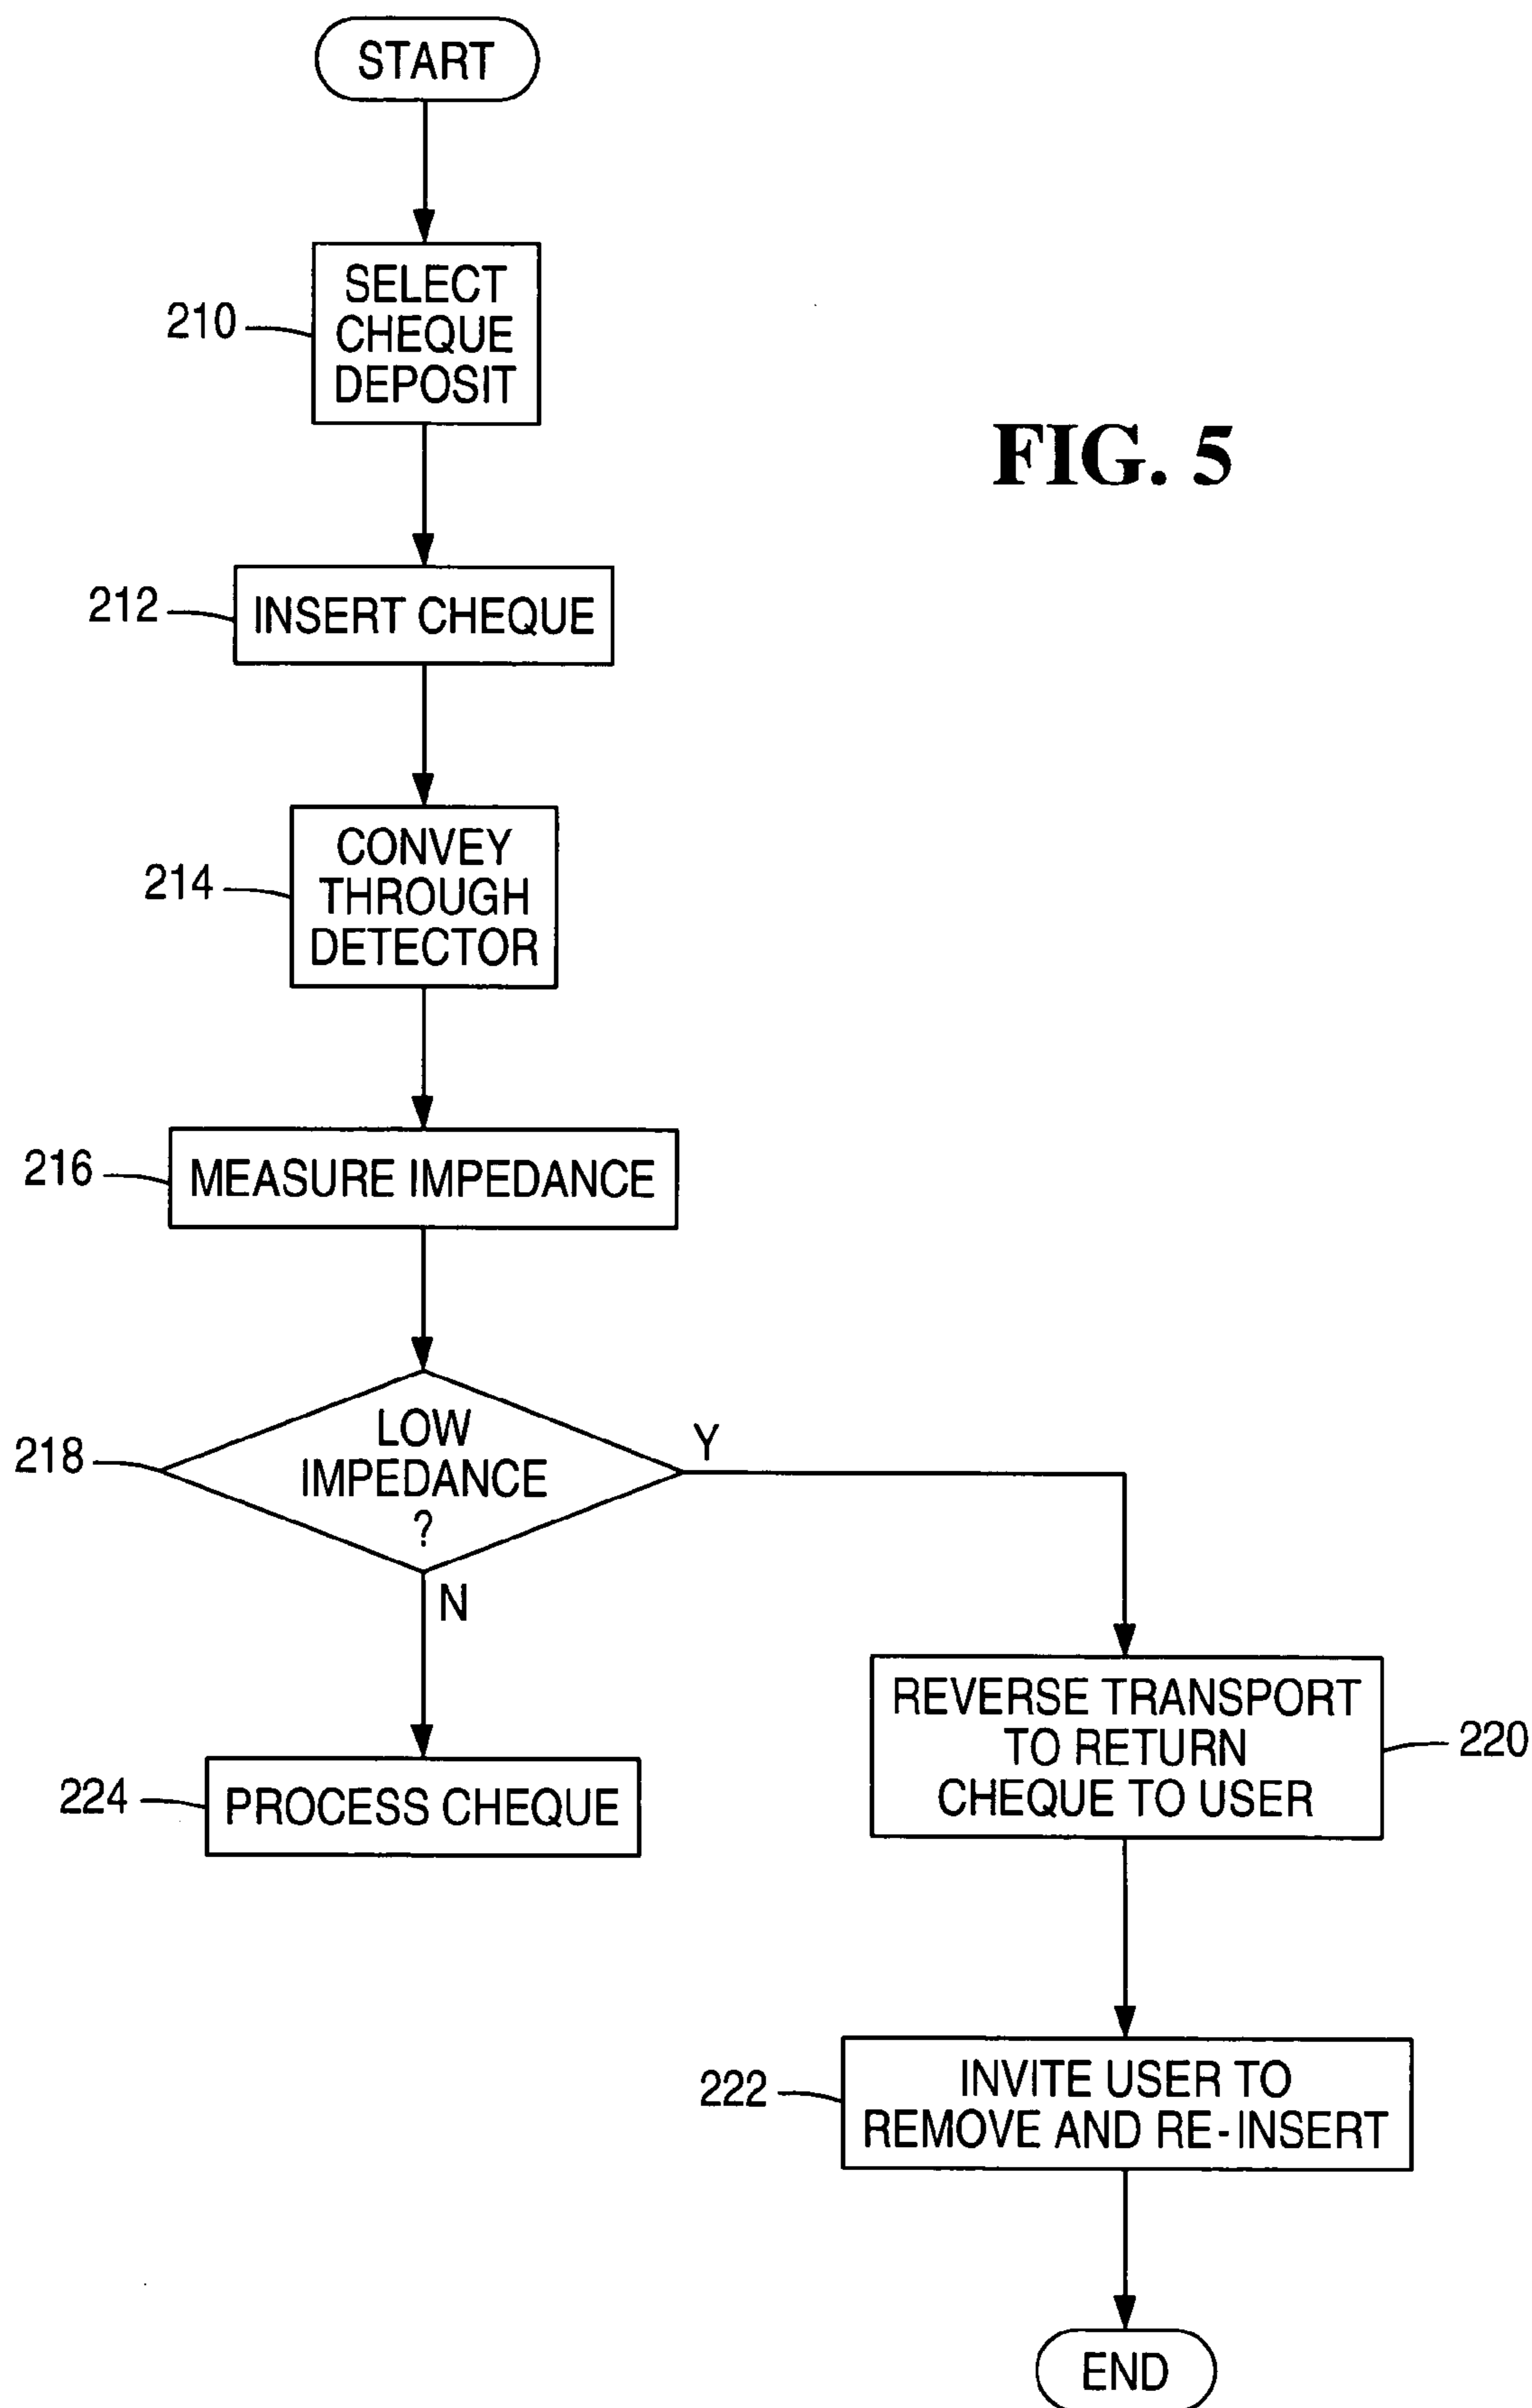 START
210
SELECT
CHEQUE
DEPOSIT
FIG. 5
212
INSERT CHEQUE
214
CONVEY
THROUGH
DETECTOR
216
MEASURE IMPEDANCE
218
LOW
IMPEDANCE
?
Y
N
224
PROCESS CHEQUE
REVERSE TRANSPORT
TO RETURN
CHEQUE TO USER
220
222
INVITE USER TO
REMOVE AND RE-INSERT
END